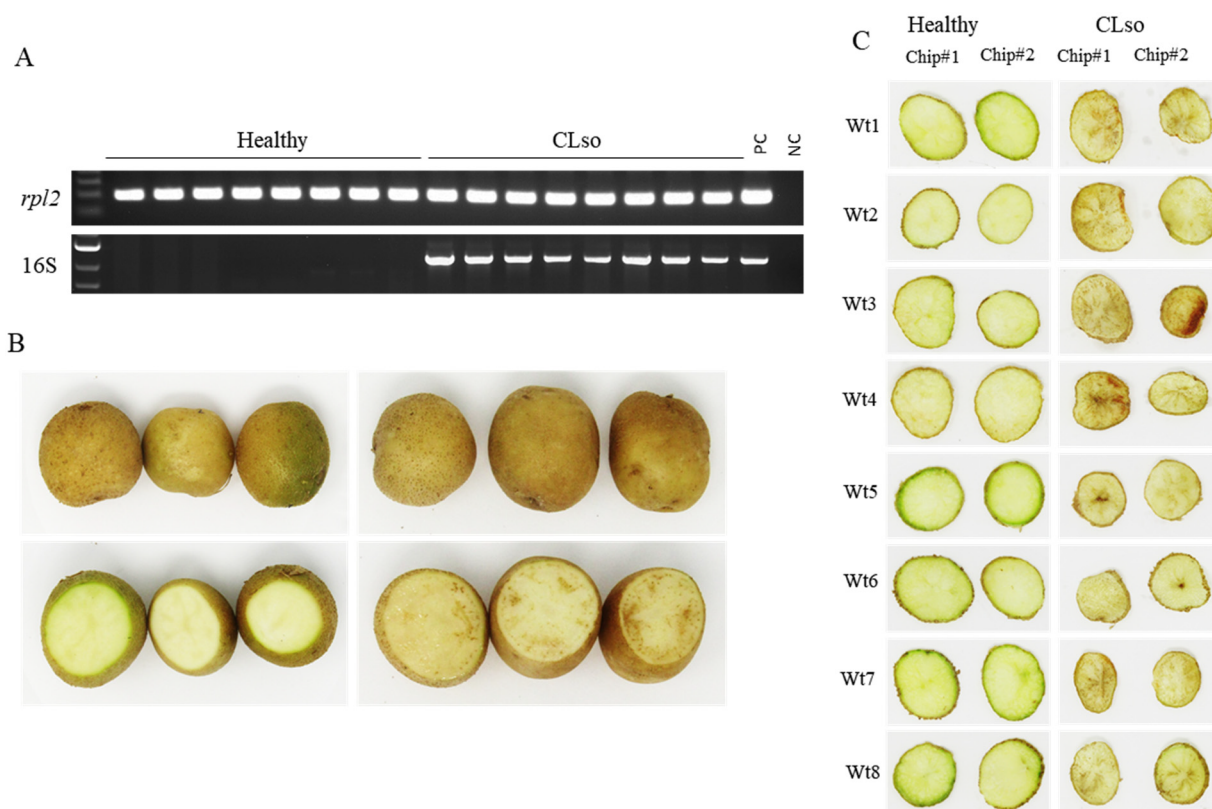 A
Healthy CLso PC NC
rpl2
16S
B
C
Healthy CLso
Chip#1 Chip#2 Chip#1 Chip#2
Wt1
Wt2
Wt3
Wt4
Wt5
Wt6
Wt7
Wt8